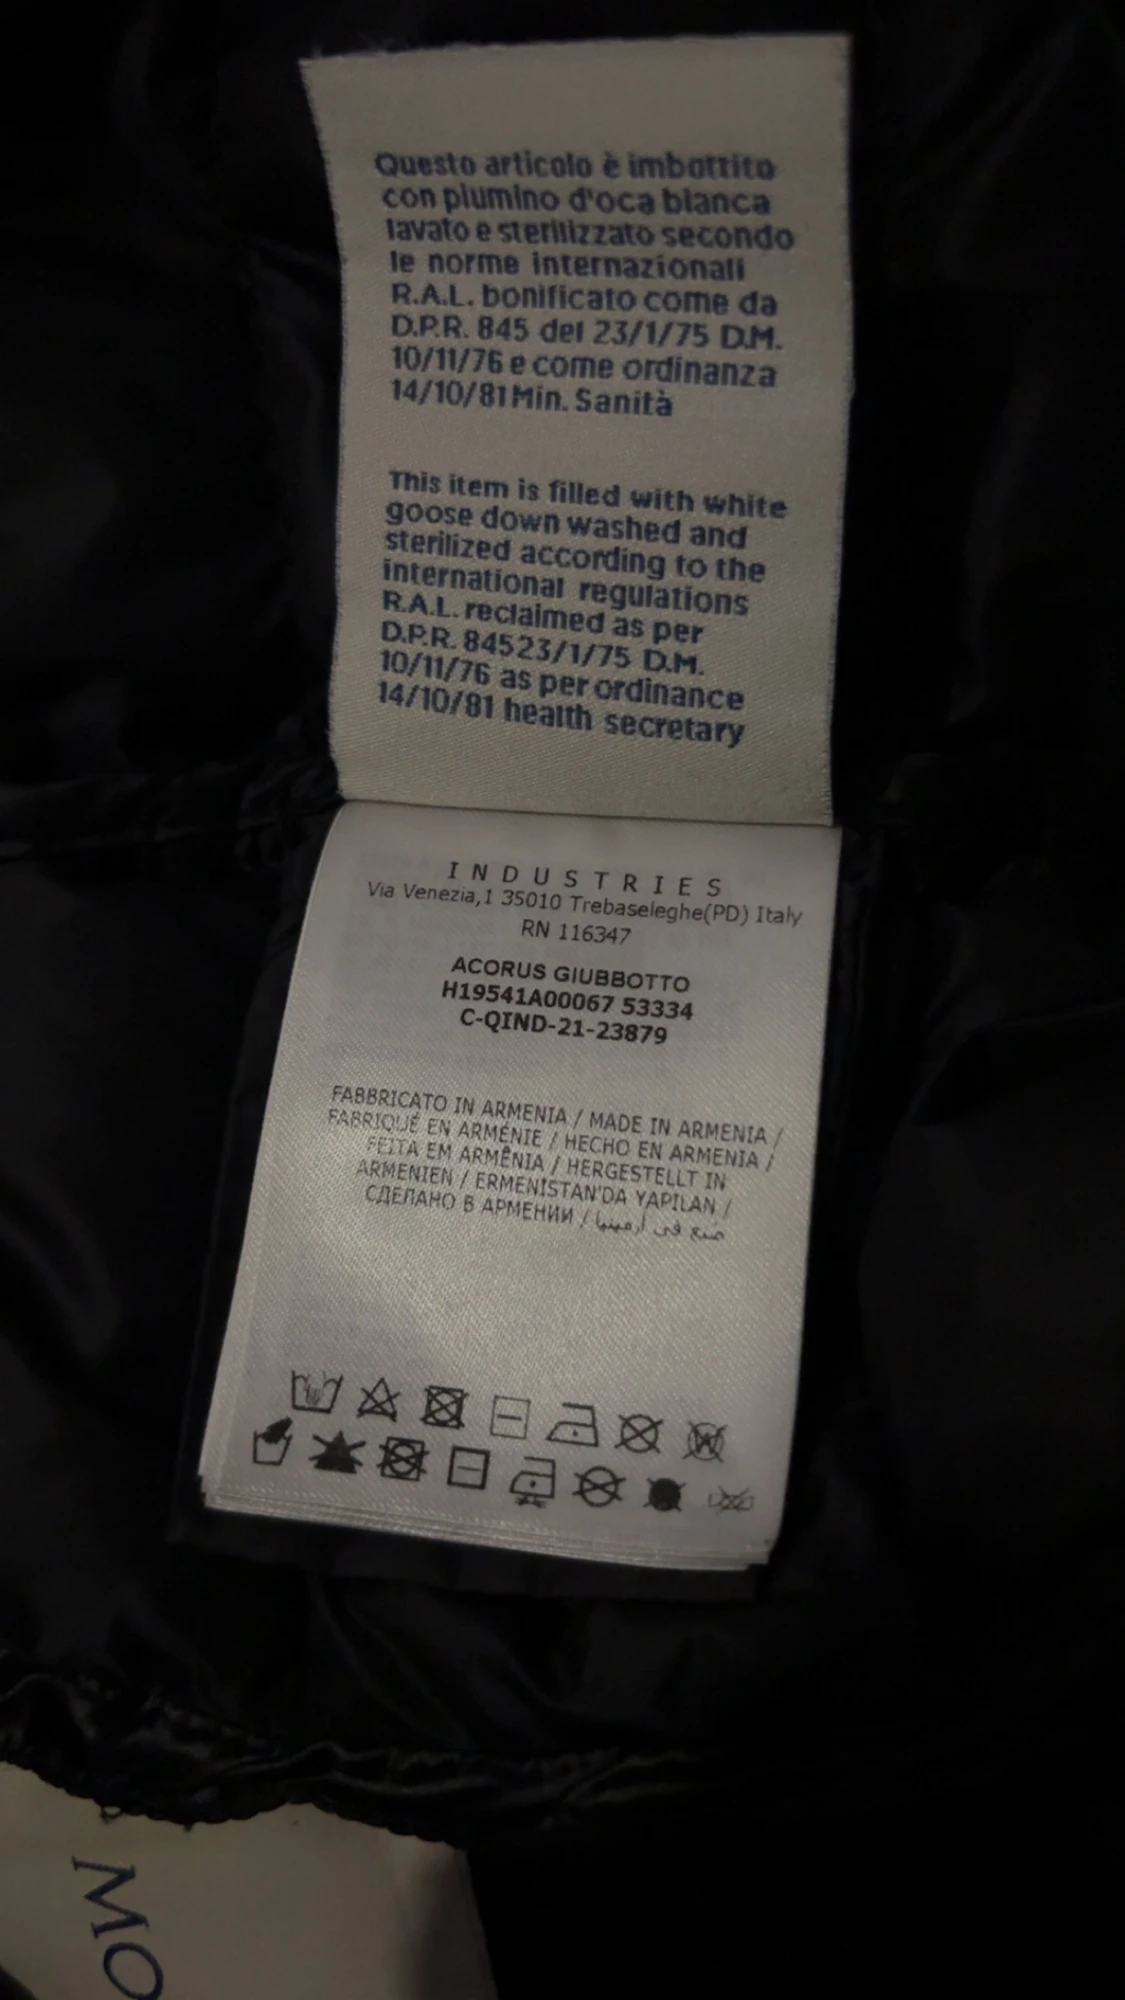 Questo articolo è imbottito
con piumino d'oca bianca
lavato e sterilizzato secondo
le norme internazionali
R.A.L. bonificato come da
D.P.R. 845 del 23/1/75 D.M.
10/11/76 e come ordinanza
14/10/81 Min. Sanità
This item is filled with white
goose down washed and
sterilized according to the
international regulations
R.A.L. reclaimed as per
D.P.R. 84523/1/75 D.M.
10/11/76 as per ordinance
14/10/81 health secretary
INDUSTRIES
Via Venezia,1 35010 Trebaseleghe(PD) Italy
RN 116347
ACORUS GIUBBOTTO
H19541A00067 53334
C-QIND-21-23879
FABBRICATO IN ARMENIA / MADE IN ARMENIA /
FABRIQUÉ EN ARMÉNIE / HECHO EN ARMENIA /
FEITA EM ARMÊNIA / HERGESTELLT IN
ARMENIEN / ERMENISTAN'DA YAPILAN /
СДЕЛАНО В АРМЕНИИ / صنع في أرمينيا
MO